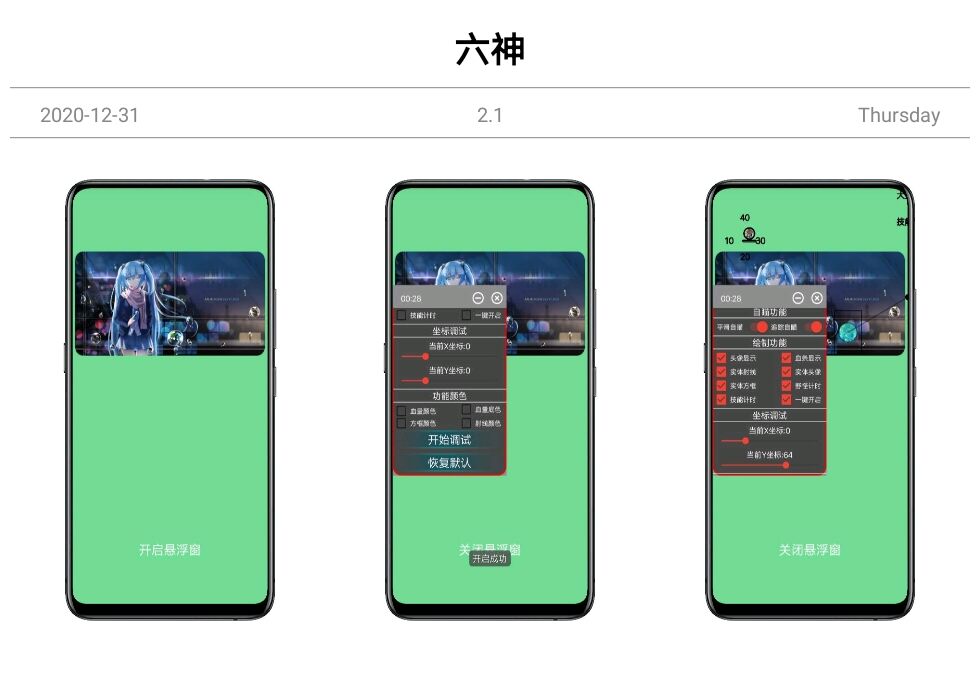 六神
2020-12-31
2.1
Thursday
开启悬浮窗
00:28
技能计时
一键开启
坐标调试
当前X坐标:0
当前Y坐标:0
功能颜色
血量颜色
血量底色
方框颜色
射线颜色
开始调试
恢复默认
关闭悬浮窗
开启成功
40
10
30
20
技能
00:28
自瞄功能
平滑自瞄
追踪自瞄
绘制功能
头像显示
血条显示
实体射线
实体头像
实体方框
野怪计时
技能计时
一键开启
坐标调试
当前X坐标:0
当前Y坐标:64
关闭悬浮窗